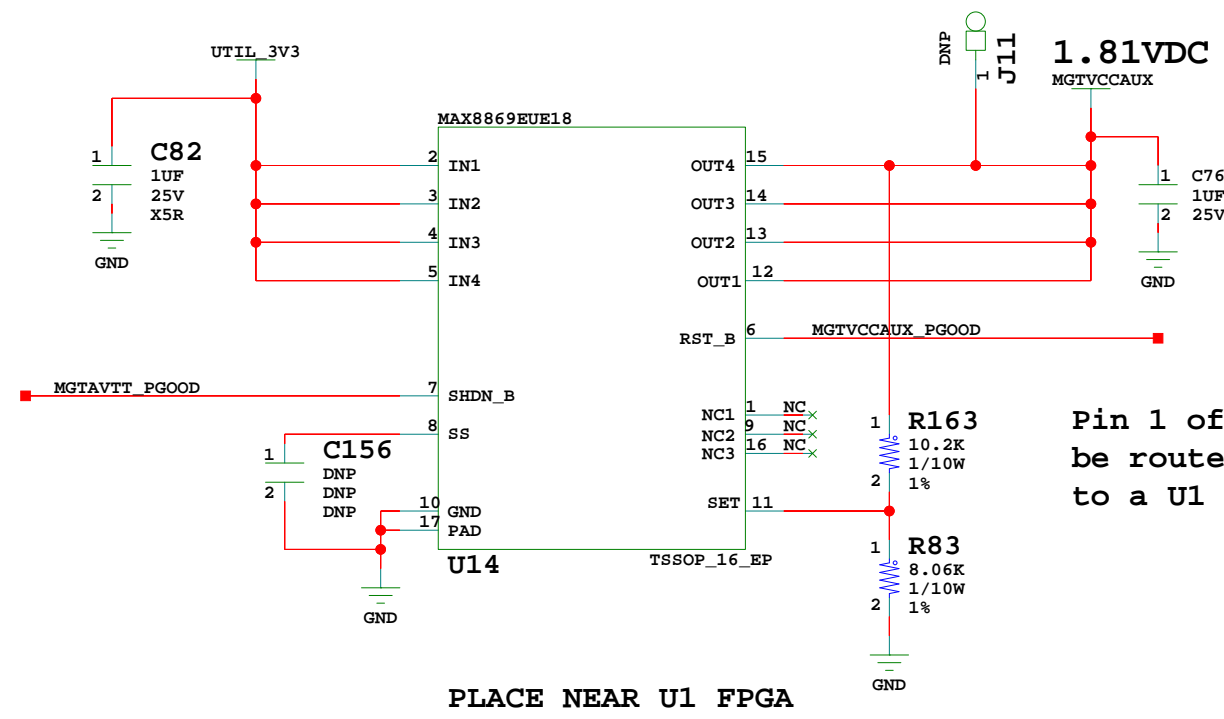 UTIL_3V3
DNP
1
J11
1.81VDC
MGTVCCAUX
MAX8869EUE18
1
2
C82
1UF
25V
X5R
GND
2
IN1
3
IN2
4
IN3
5
IN4
OUT4
15
OUT3
14
OUT2
13
OUT1
12
1
2
C76
1UF
25V
GND
RST_B
6
MGTVCCAUX_PGOOD
MGTAVTT_PGOOD
7
SHDN_B
8
SS
1
2
C156
DNP
DNP
DNP
NC1
1
NC
NC2
9
NC
NC3
16
NC
1
2
R163
10.2K
1/10W
1%
Pin 1 of
be route
to a U1
10
GND
17
PAD
SET
11
U14
TSSOP_16_EP
1
2
R83
8.06K
1/10W
1%
GND
GND
PLACE NEAR U1 FPGA